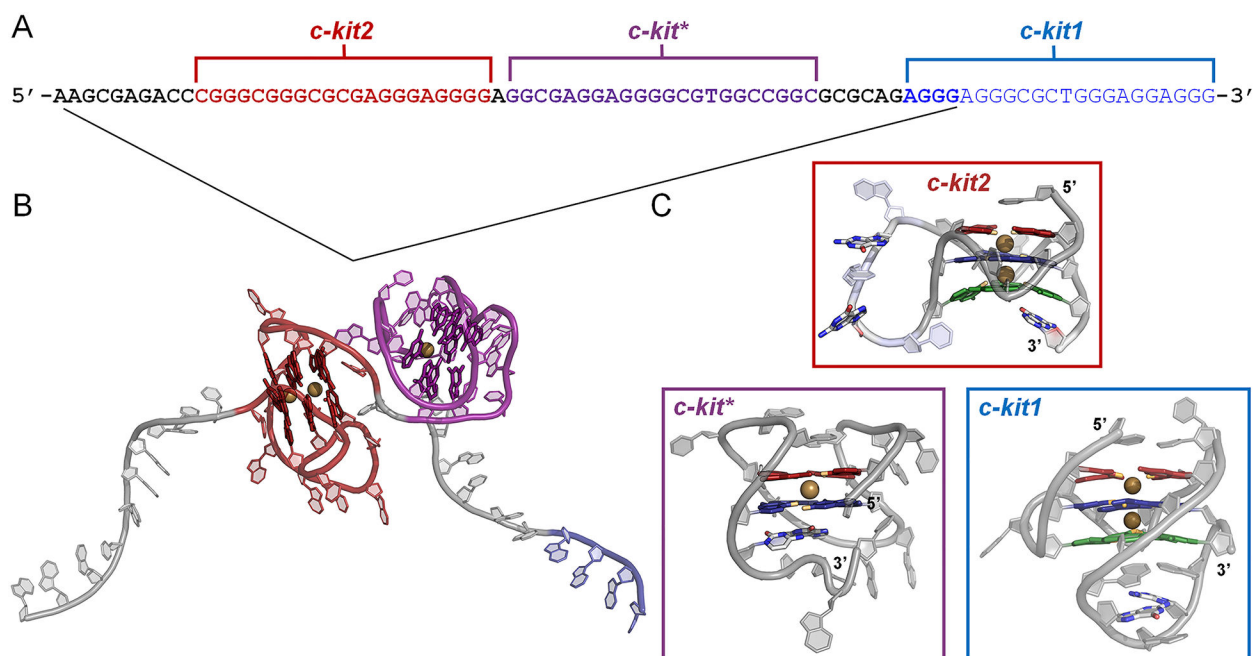 A
c-kit2 c-kit* c-kit1
5′-AAGCGAGACCCGGGCGGGCGCGAGGGAGGGGAGGCGAGGAGGGGCGTGGCCGGCGCGCAGAGGGAGGGCGCTGGGAGGAGGG-3′
B
C
c-kit2
5’
3’
c-kit*
5’
3’
c-kit1
5’
3’